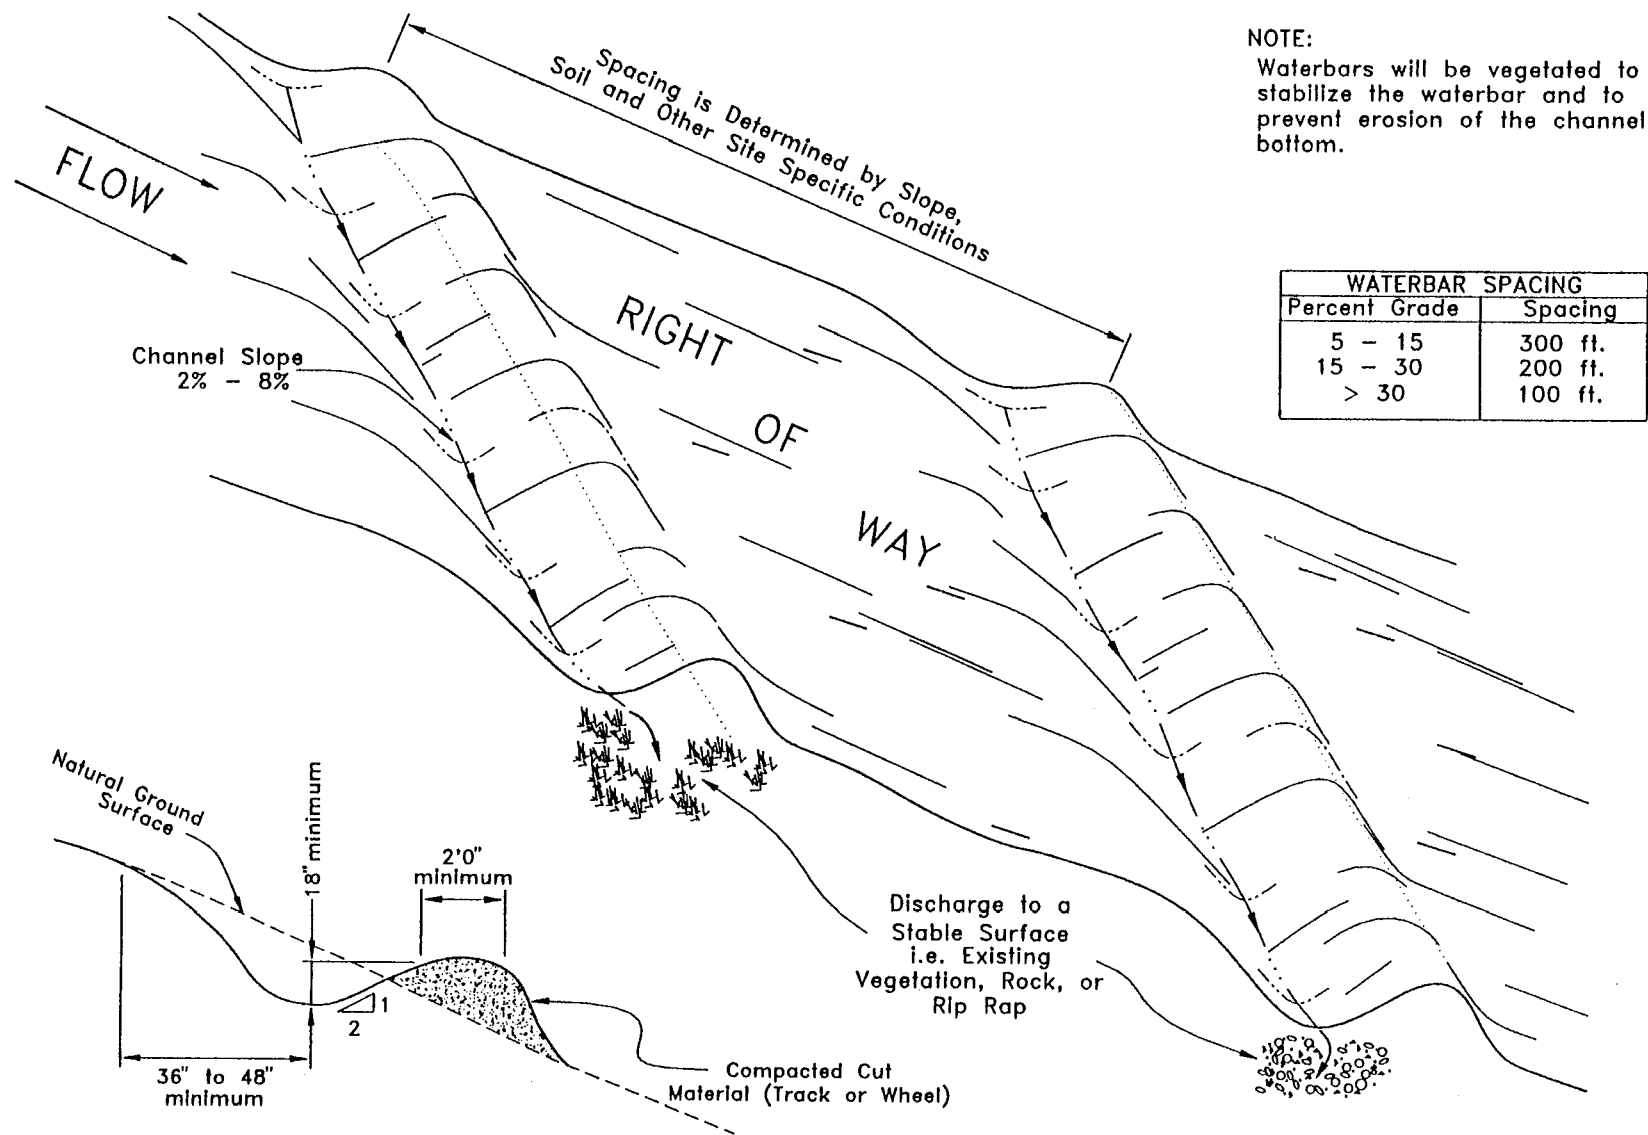 NOTE:
Waterbars will be vegetated to
stabilize the waterbar and to
prevent erosion of the channel
bottom.
Spacing is Determined by Slope,
Soil and Other Site Specific Conditions
FLOW
RIGHT
OF
WAY
WATERBAR SPACING
Percent Grade Spacing
5 - 15 300 ft.
15 - 30 200 ft.
> 30 100 ft.
Channel Slope
2% - 8%
Natural Ground
Surface
18" minimum
2'0"
minimum
1
2
36" to 48"
minimum
Discharge to a
Stable Surface
i.e. Existing
Vegetation, Rock, or
Rip Rap
Compacted Cut
Material (Track or Wheel)